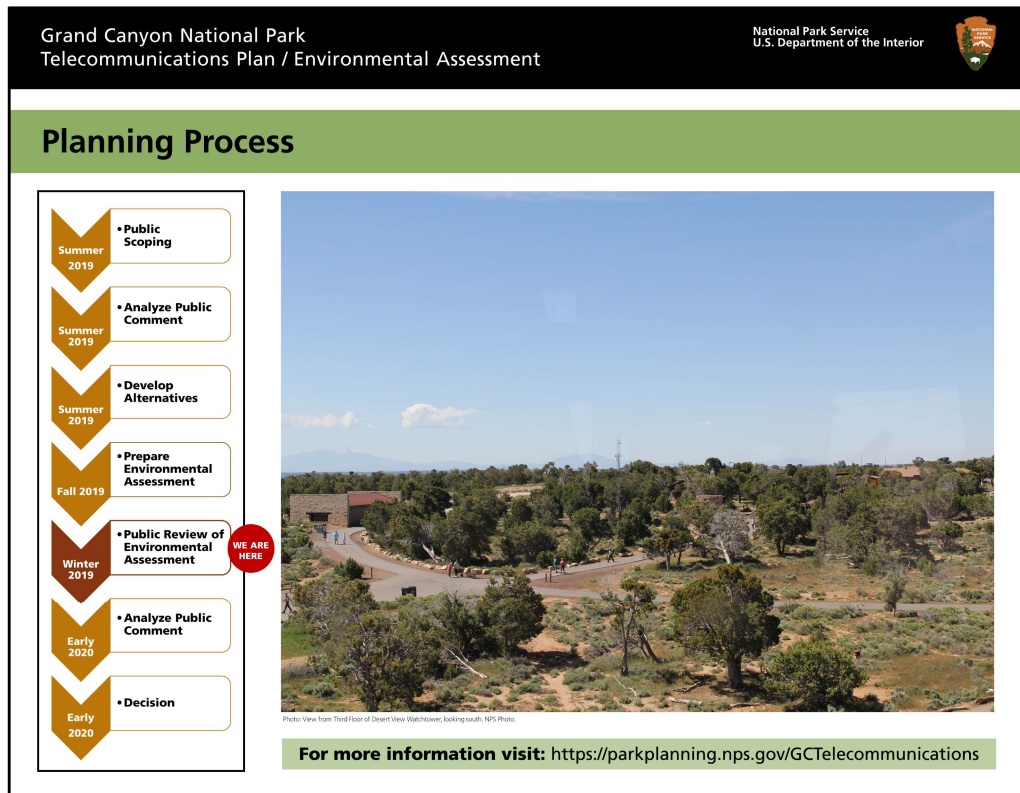 Grand Canyon National Park
Telecommunications Plan / Environmental Assessment
National Park Service
U.S. Department of the Interior
NATIONAL
PARK
SERVICE
Planning Process
Summer
2019
•Public
Scoping
Summer
2019
•Analyze Public
Comment
Summer
2019
•Develop
Alternatives
Fall 2019
•Prepare
Environmental
Assessment
Winter
2019
•Public Review of
Environmental
Assessment
WE ARE
HERE
Early
2020
•Analyze Public
Comment
Early
2020
•Decision
Photo: View from Third Floor of Desert View Watchtower, looking south. NPS Photo.
For more information visit: https://parkplanning.nps.gov/GCTelecommunications